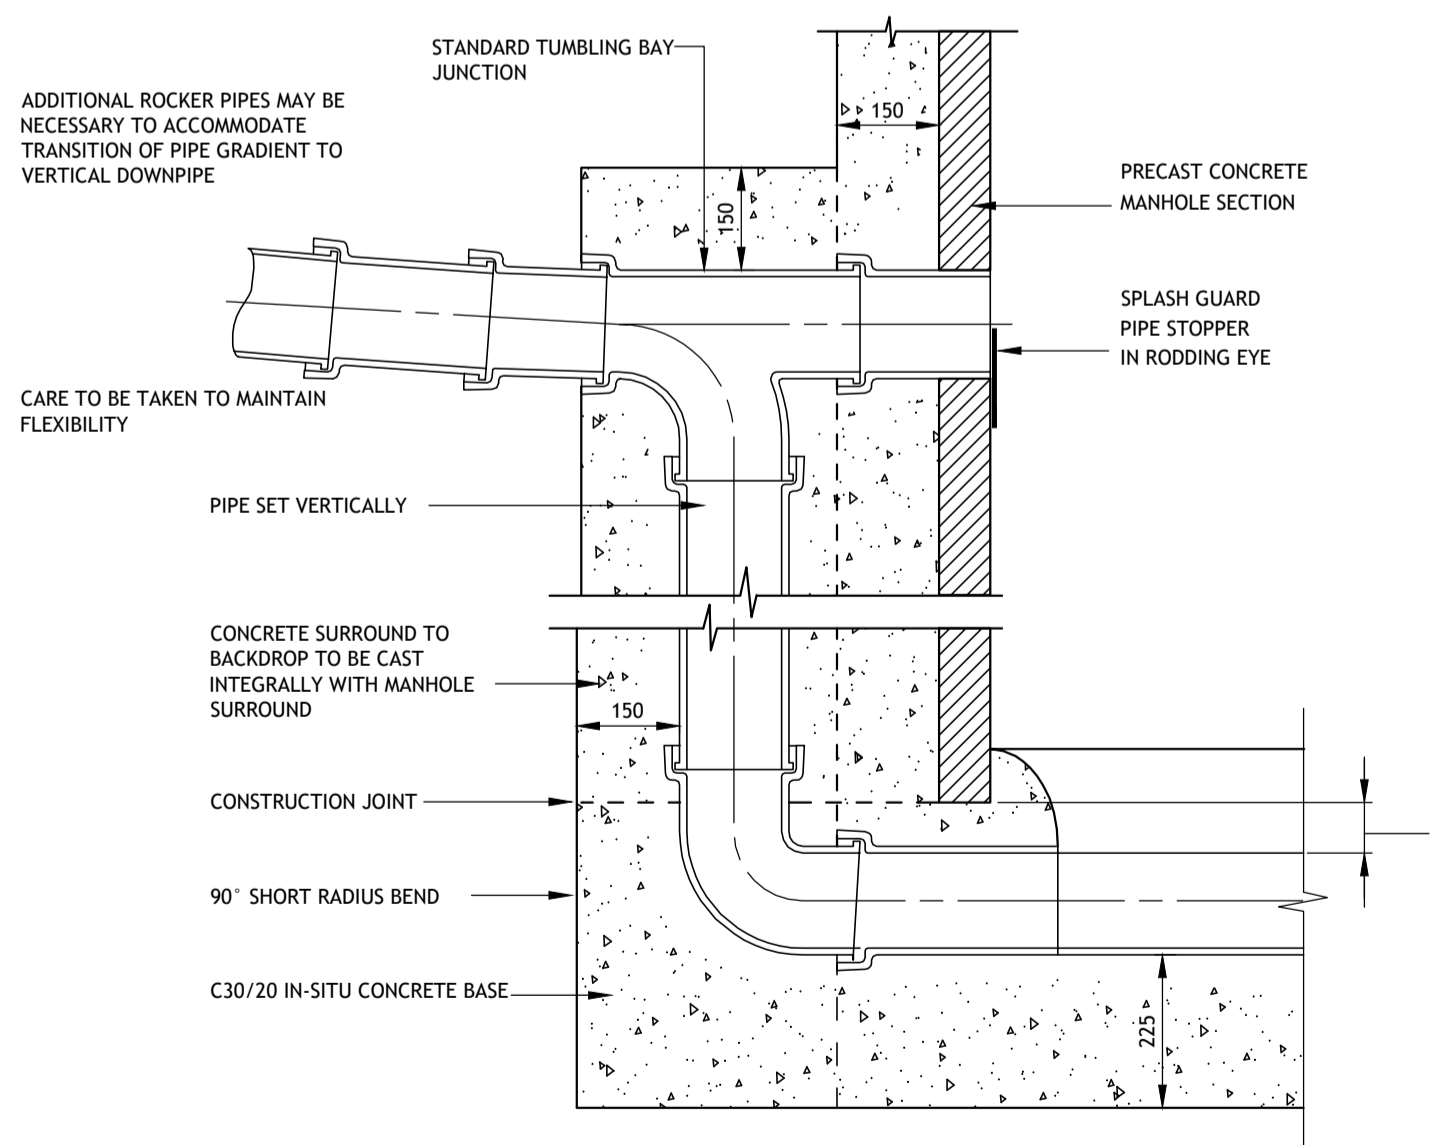 STANDARD TUMBLING BAY
JUNCTION
ADDITIONAL ROCKER PIPES MAY BE
NECESSARY TO ACCOMMODATE
TRANSITION OF PIPE GRADIENT TO
VERTICAL DOWNPIPE
150
150
PRECAST CONCRETE
MANHOLE SECTION
SPLASH GUARD
PIPE STOPPER
IN RODDING EYE
CARE TO BE TAKEN TO MAINTAIN
FLEXIBILITY
PIPE SET VERTICALLY
CONCRETE SURROUND TO
BACKDROP TO BE CAST
INTEGRALLY WITH MANHOLE
SURROUND
150
CONSTRUCTION JOINT
90° SHORT RADIUS BEND
C30/20 IN-SITU CONCRETE BASE
225